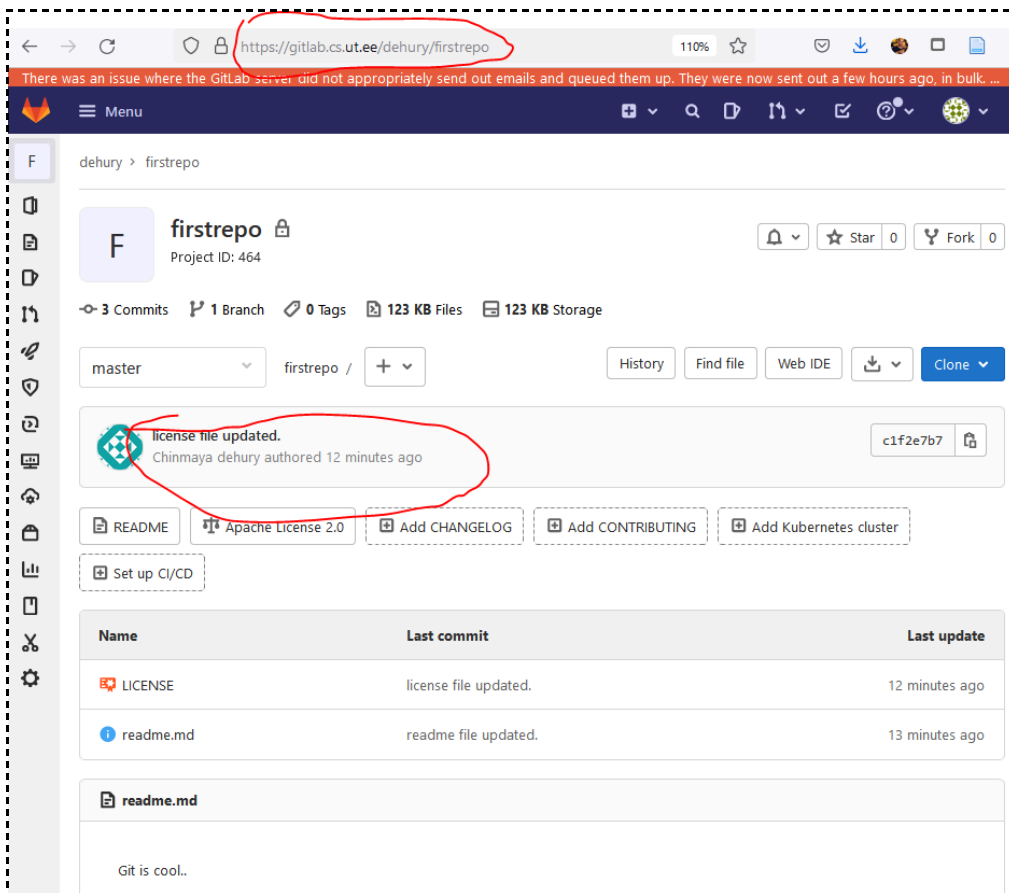 https://gitlab.cs.ut.ee/dehury/firstrepo 110%
There was an issue where the GitLab server did not appropriately send out emails and queued them up. They were now sent out a few hours ago, in bulk. ...
Menu
F dehury > firstrepo
F
firstrepo
Project ID: 464
Star 0 Fork 0
3 Commits 1 Branch 0 Tags 123 KB Files 123 KB Storage
master firstrepo / + History Find file Web IDE Clone
license file updated.
Chinmaya dehury authored 12 minutes ago
c1f2e7b7
README Apache License 2.0 Add CHANGELOG Add CONTRIBUTING Add Kubernetes cluster
Set up CI/CD
Name Last commit Last update
LICENSE license file updated. 12 minutes ago
readme.md readme file updated. 13 minutes ago
readme.md
Git is cool..